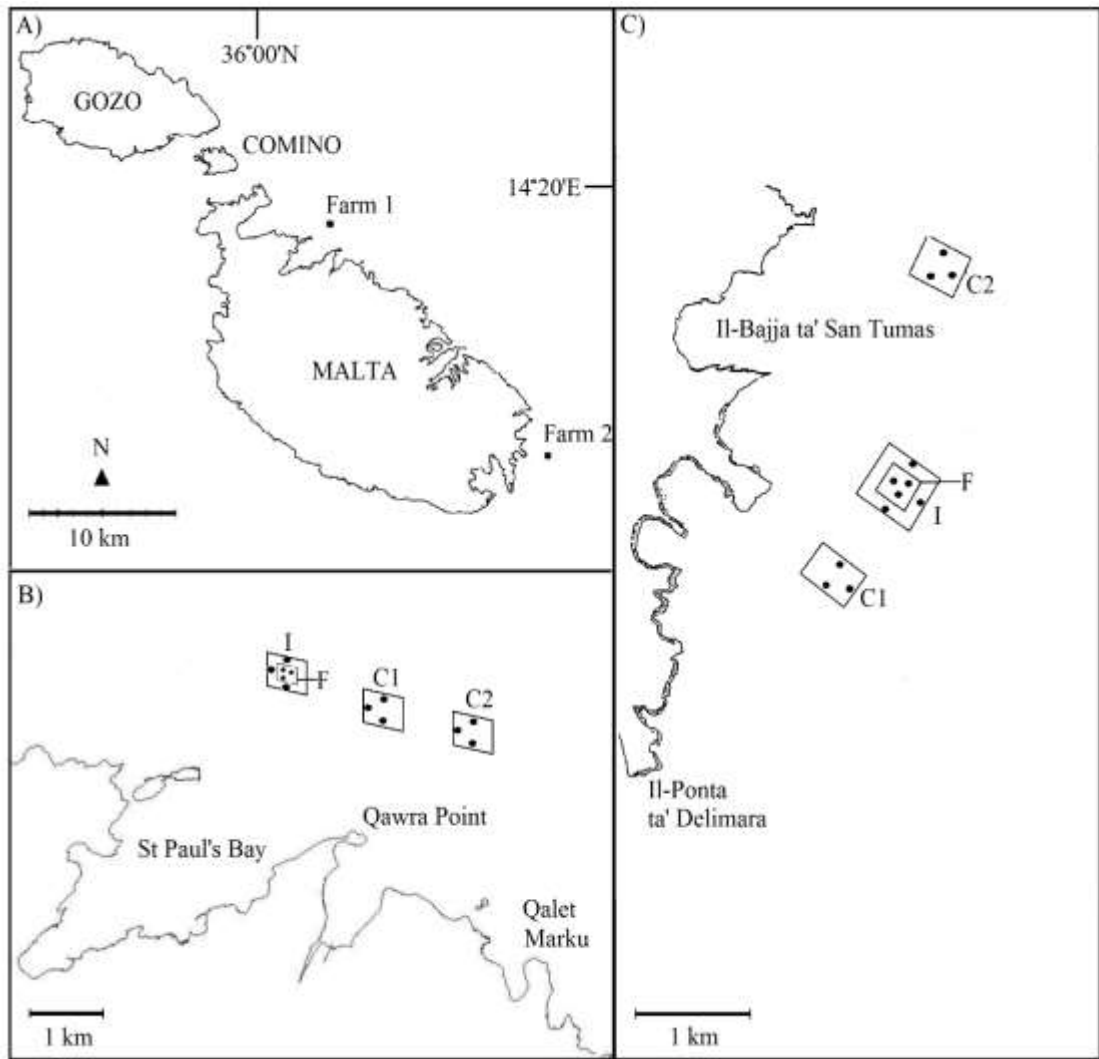 A)
36°00'N
GOZO
COMINO
14°20'E
Farm 1
MALTA
Farm 2
N
10 km
B)
I
F
C1
C2
Qawra Point
St Paul's Bay
Qalet
Marku
1 km
C)
C2
Il-Bajja ta' San Tumas
F
I
C1
Il-Ponta
ta' Delimara
1 km